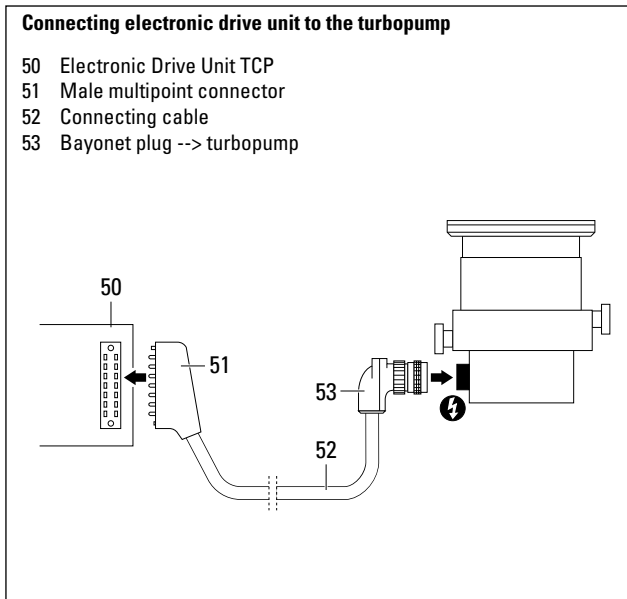 Connecting electronic drive unit to the turbopump
50 Electronic Drive Unit TCP
51 Male multipoint connector
52 Connecting cable
53 Bayonet plug --> turbopump
50
51
53
52